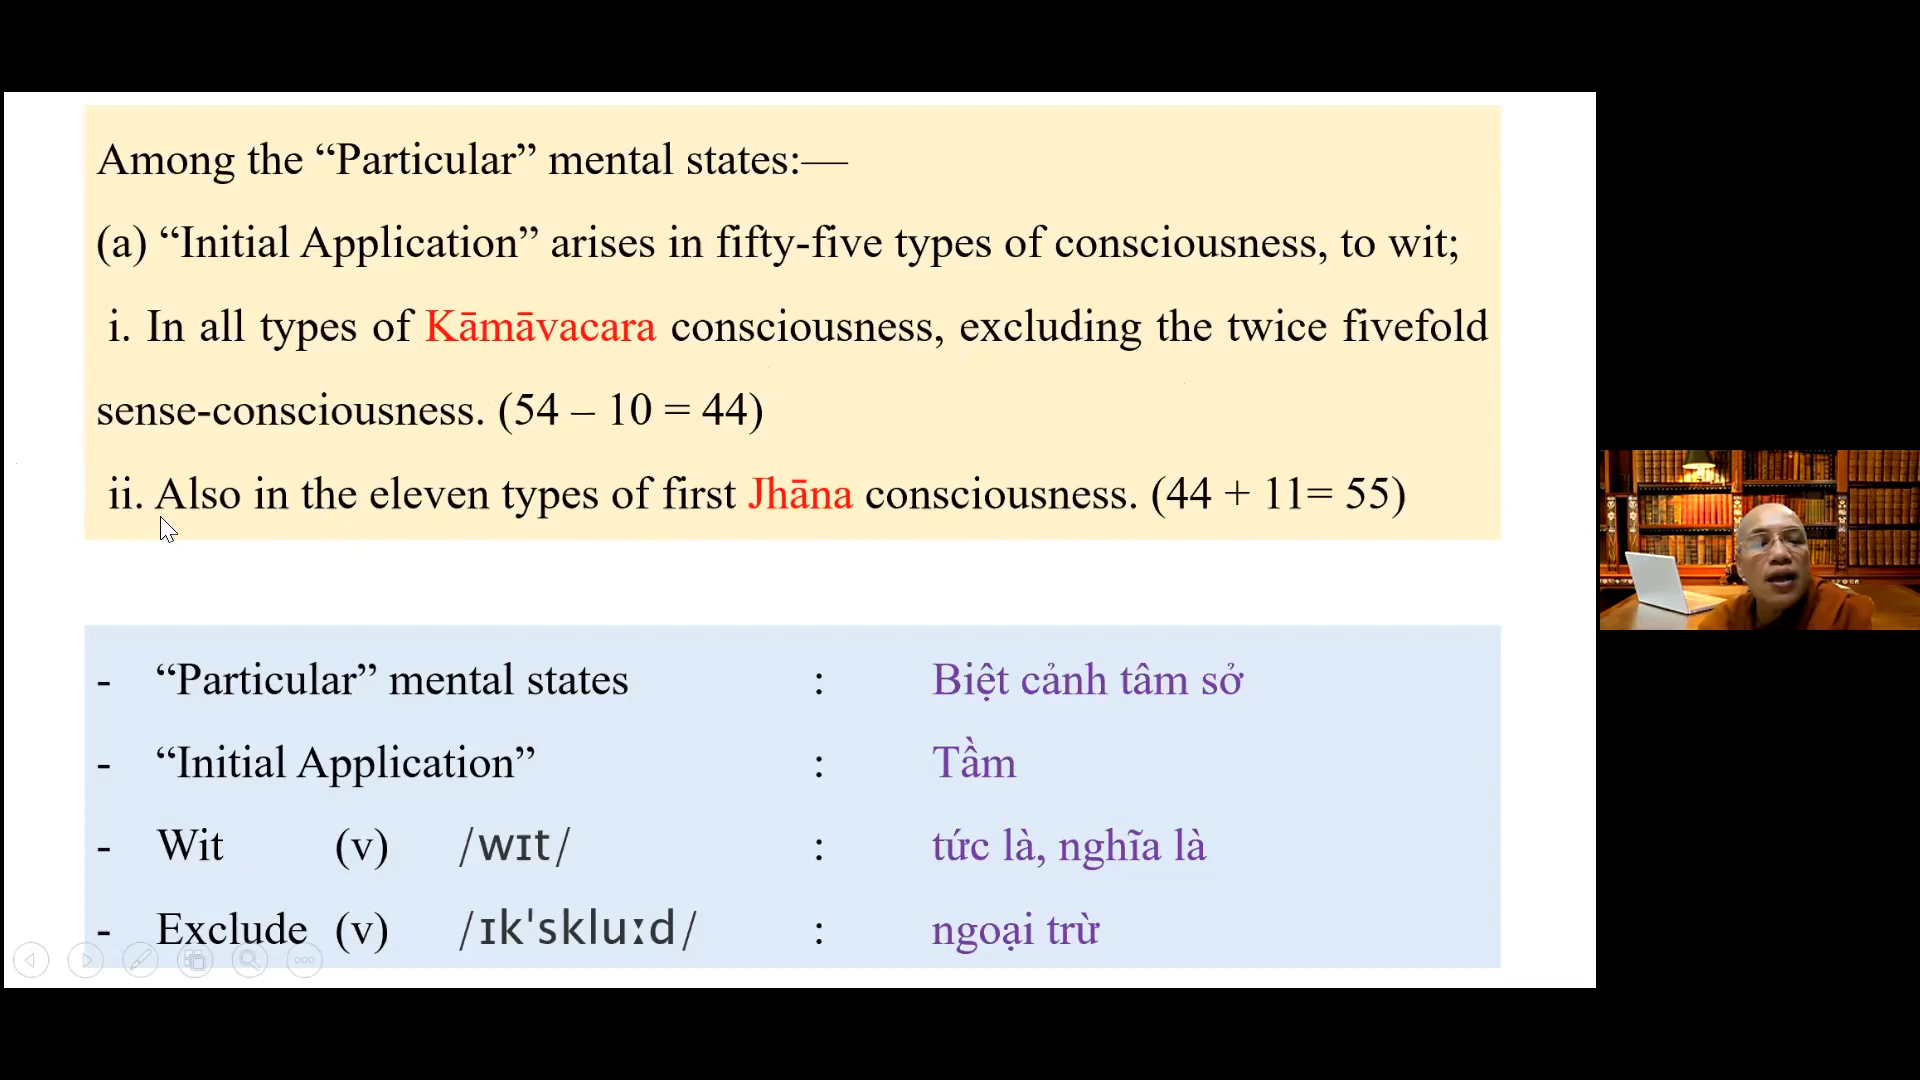 Among the “Particular” mental states:—
(a) “Initial Application” arises in fifty-five types of consciousness, to wit;
i. In all types of Kāmāvacara consciousness, excluding the twice fivefold
sense-consciousness. (54 – 10 = 44)
ii. Also in the eleven types of first Jhāna consciousness. (44 + 11= 55)
- “Particular” mental states : Biệt cảnh tâm sở
- “Initial Application” : Tầm
- Wit (v) /wɪt/ : tức là, nghĩa là
- Exclude (v) /ɪkˈskluːd/ : ngoại trừ